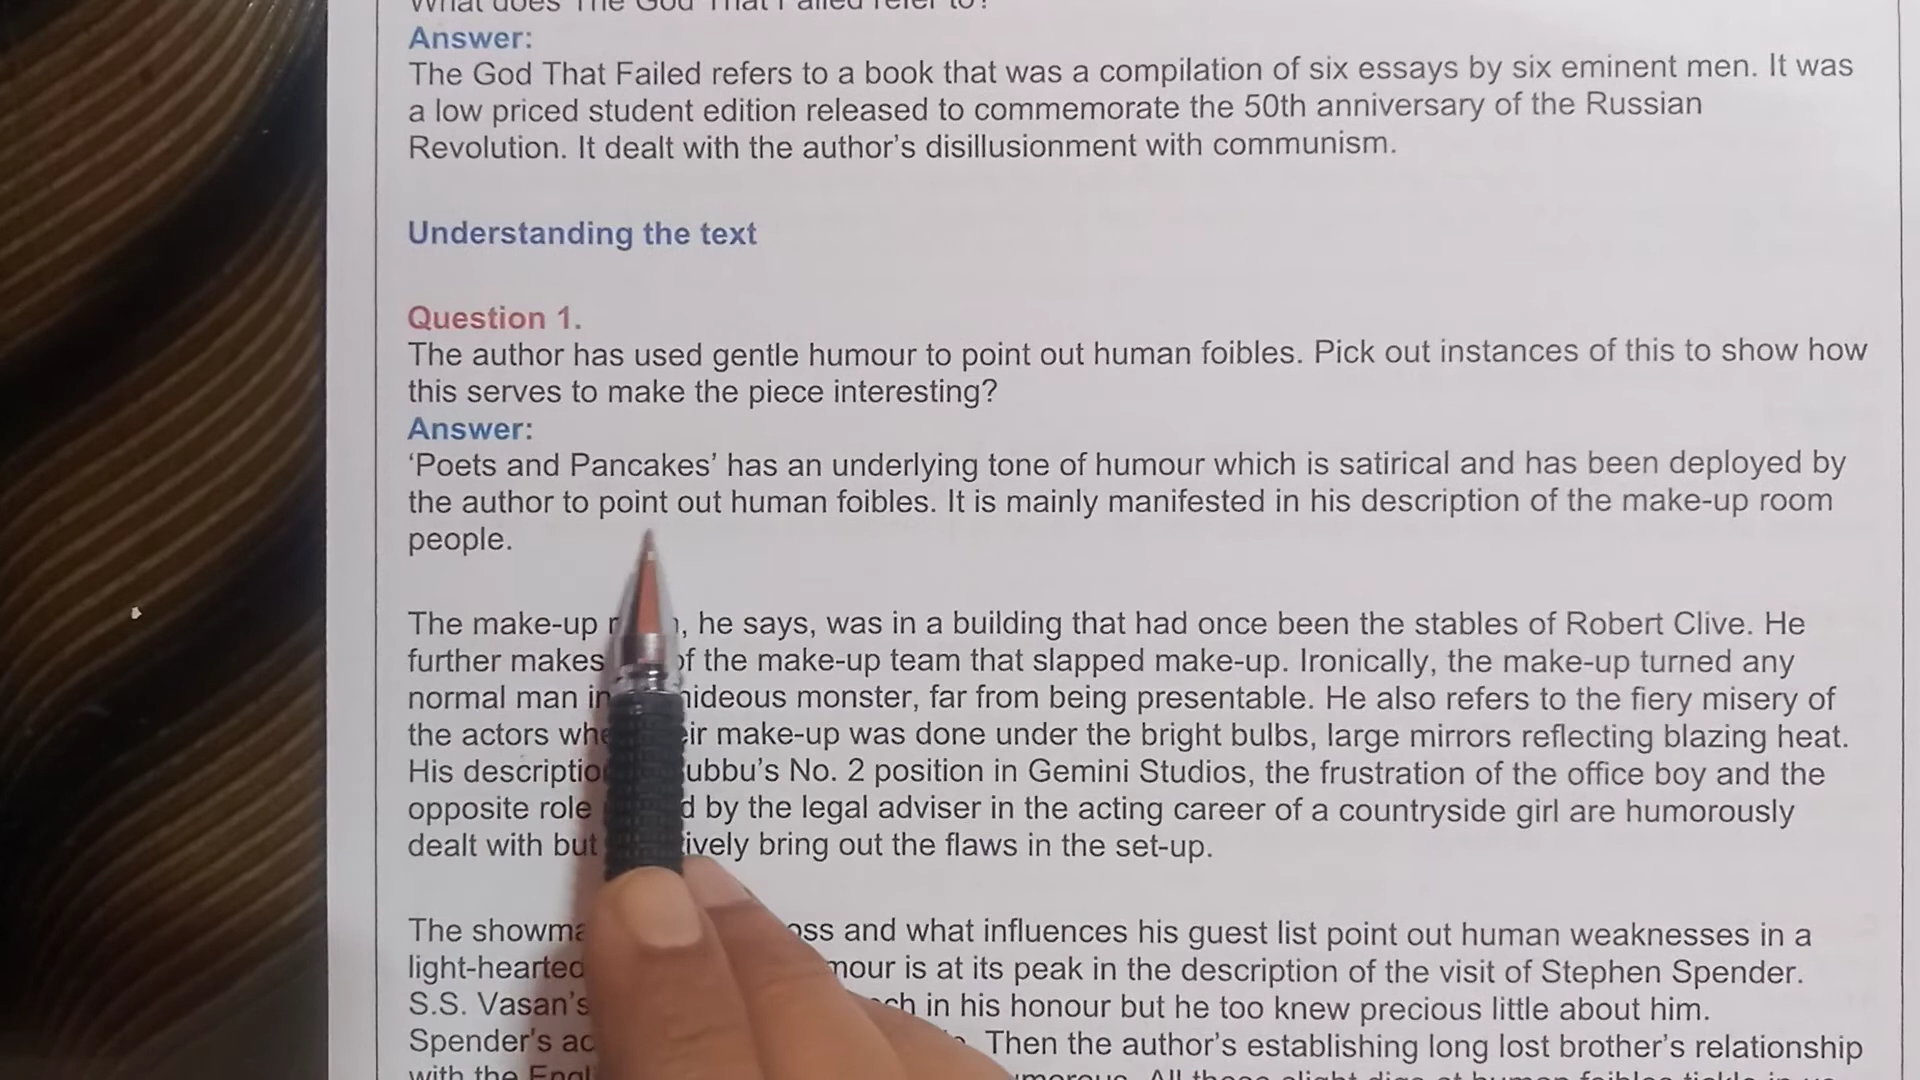 What does The God That Failed refer to?
Answer:
The God That Failed refers to a book that was a compilation of six essays by six eminent men. It was
a low priced student edition released to commemorate the 50th anniversary of the Russian
Revolution. It dealt with the author's disillusionment with communism.
Understanding the text
Question 1.
The author has used gentle humour to point out human foibles. Pick out instances of this to show how
this serves to make the piece interesting?
Answer:
‘Poets and Pancakes’ has an underlying tone of humour which is satirical and has been deployed by
the author to point out human foibles. It is mainly manifested in his description of the make-up room
people.
The make-up he says, was in a building that had once been the stables of Robert Clive. He
further makes of the make-up team that slapped make-up. Ironically, the make-up turned any
normal man hideous monster, far from being presentable. He also refers to the fiery misery of
the actors make-up was done under the bright bulbs, large mirrors reflecting blazing heat.
His No. 2 position in Gemini Studios, the frustration of the office boy and the
opposite role by the legal adviser in the acting career of a countryside girl are humorously
dealt with but bring out the flaws in the set-up.
The and what influences his guest list point out human weaknesses in a
light-hearted is at its peak in the description of the visit of Stephen Spender.
S.S. Vasan's in his honour but he too knew precious little about him.
Spender's Then the author's establishing long lost brother's relationship
with the